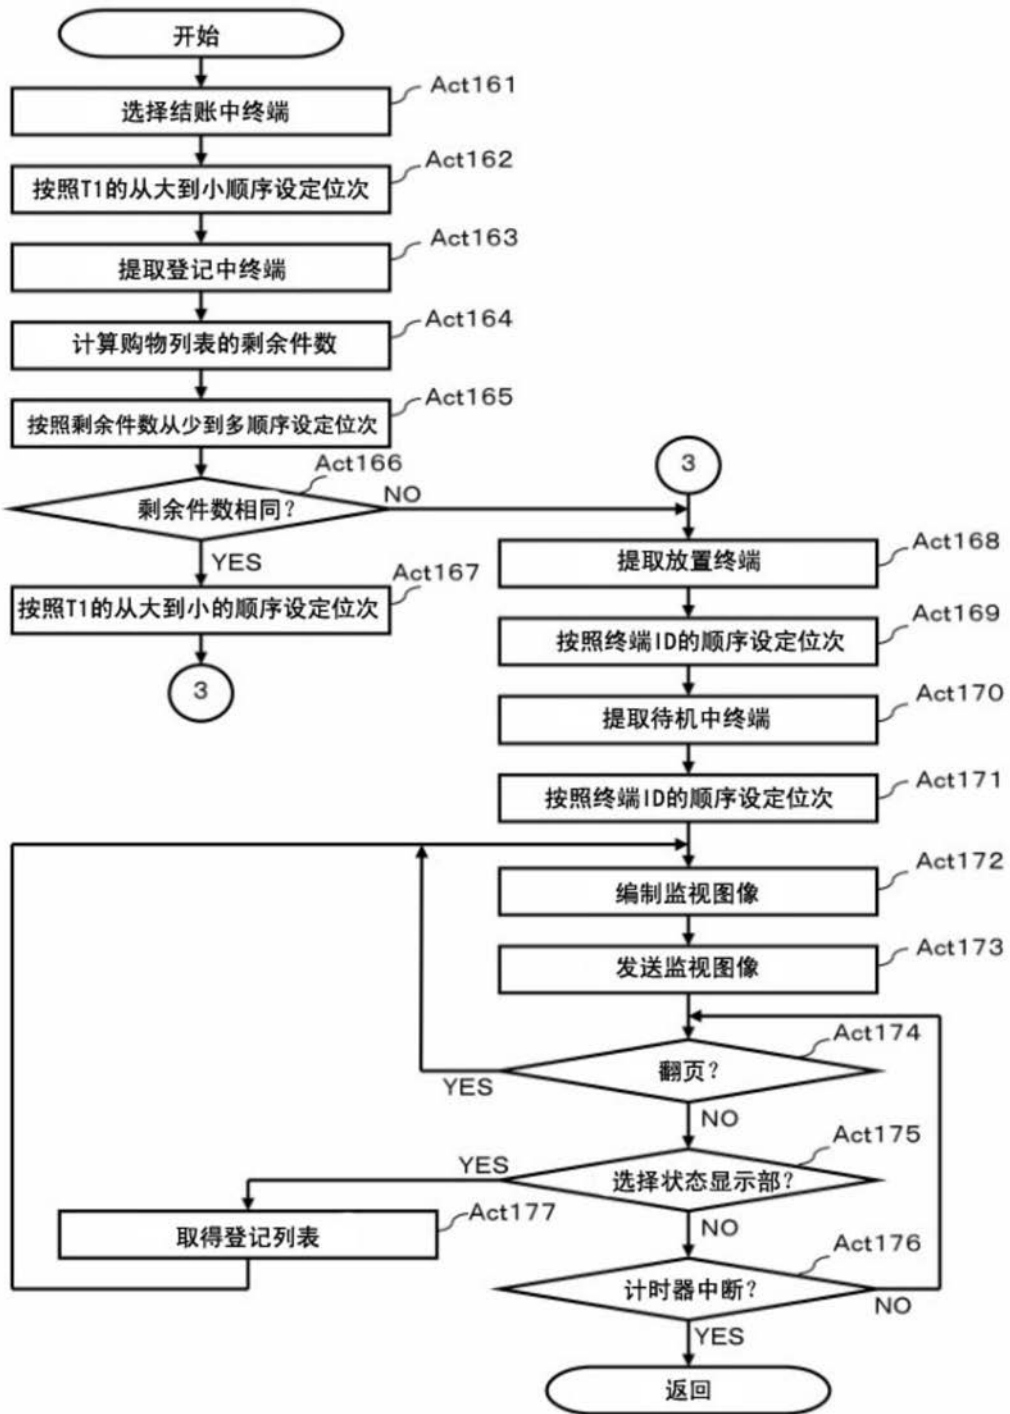 开始
Act161
选择结账中终端
Act162
按照T1的从大到小顺序设定位次
Act163
提取登记中终端
Act164
计算购物列表的剩余件数
Act165
按照剩余件数从少到多顺序设定位次
Act166
剩余件数相同?
NO
YES
Act167
按照T1的从大到小的顺序设定位次
3
3
Act168
提取放置终端
Act169
按照终端ID的顺序设定位次
Act170
提取待机中终端
Act171
按照终端ID的顺序设定位次
Act172
编制监视图像
Act173
发送监视图像
Act174
翻页?
YES
NO
Act175
选择状态显示部?
YES
NO
Act177
取得登记列表
Act176
计时器中断?
NO
YES
返回